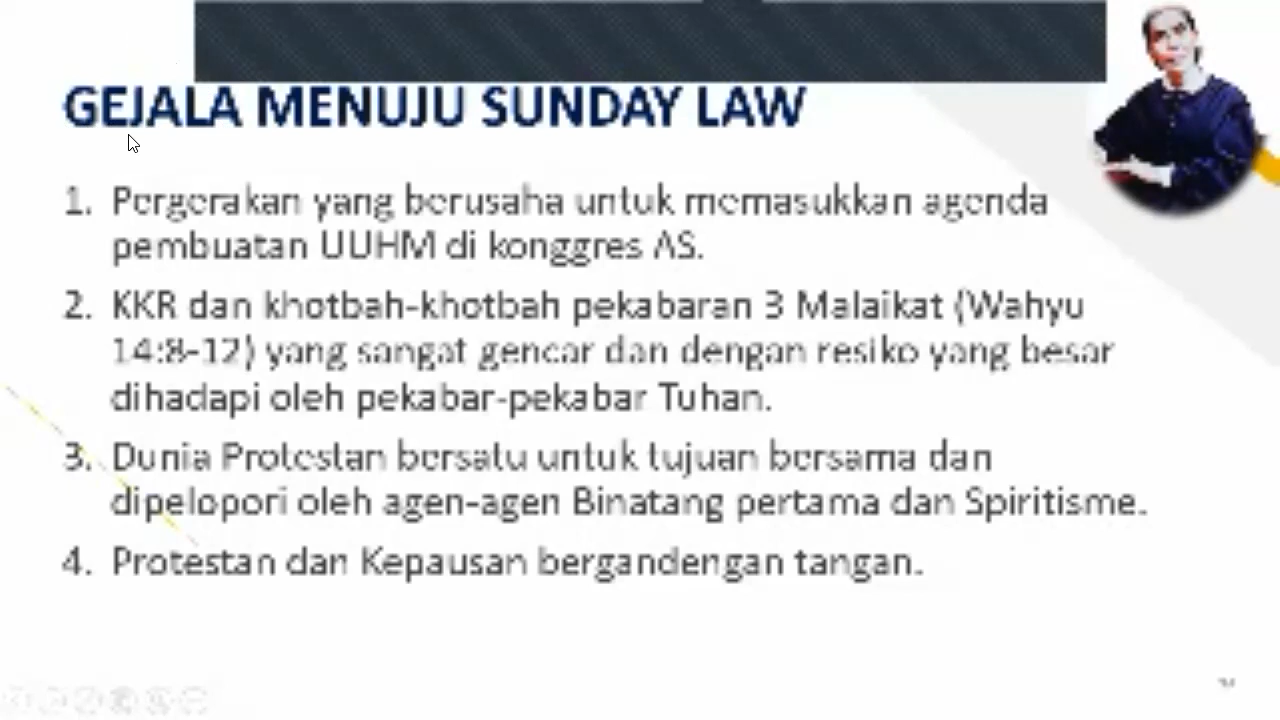 GEJALA MENUJU SUNDAY LAW
1. Pergerakan yang berusaha untuk memasukkan agenda
pembuatan UUHM di konggres AS.
2. KKR dan khotbah-khotbah pekabaran 3 Malaikat (Wahyu
14:8-12) yang sangat gencar dan dengan resiko yang besar
dihadapi oleh pekabar-pekabar Tuhan.
3. Dunia Protestan bersatu untuk tujuan bersama dan
dipelopori oleh agen-agen Binatang pertama dan Spiritisme.
4. Protestan dan Kepausan bergandengan tangan.